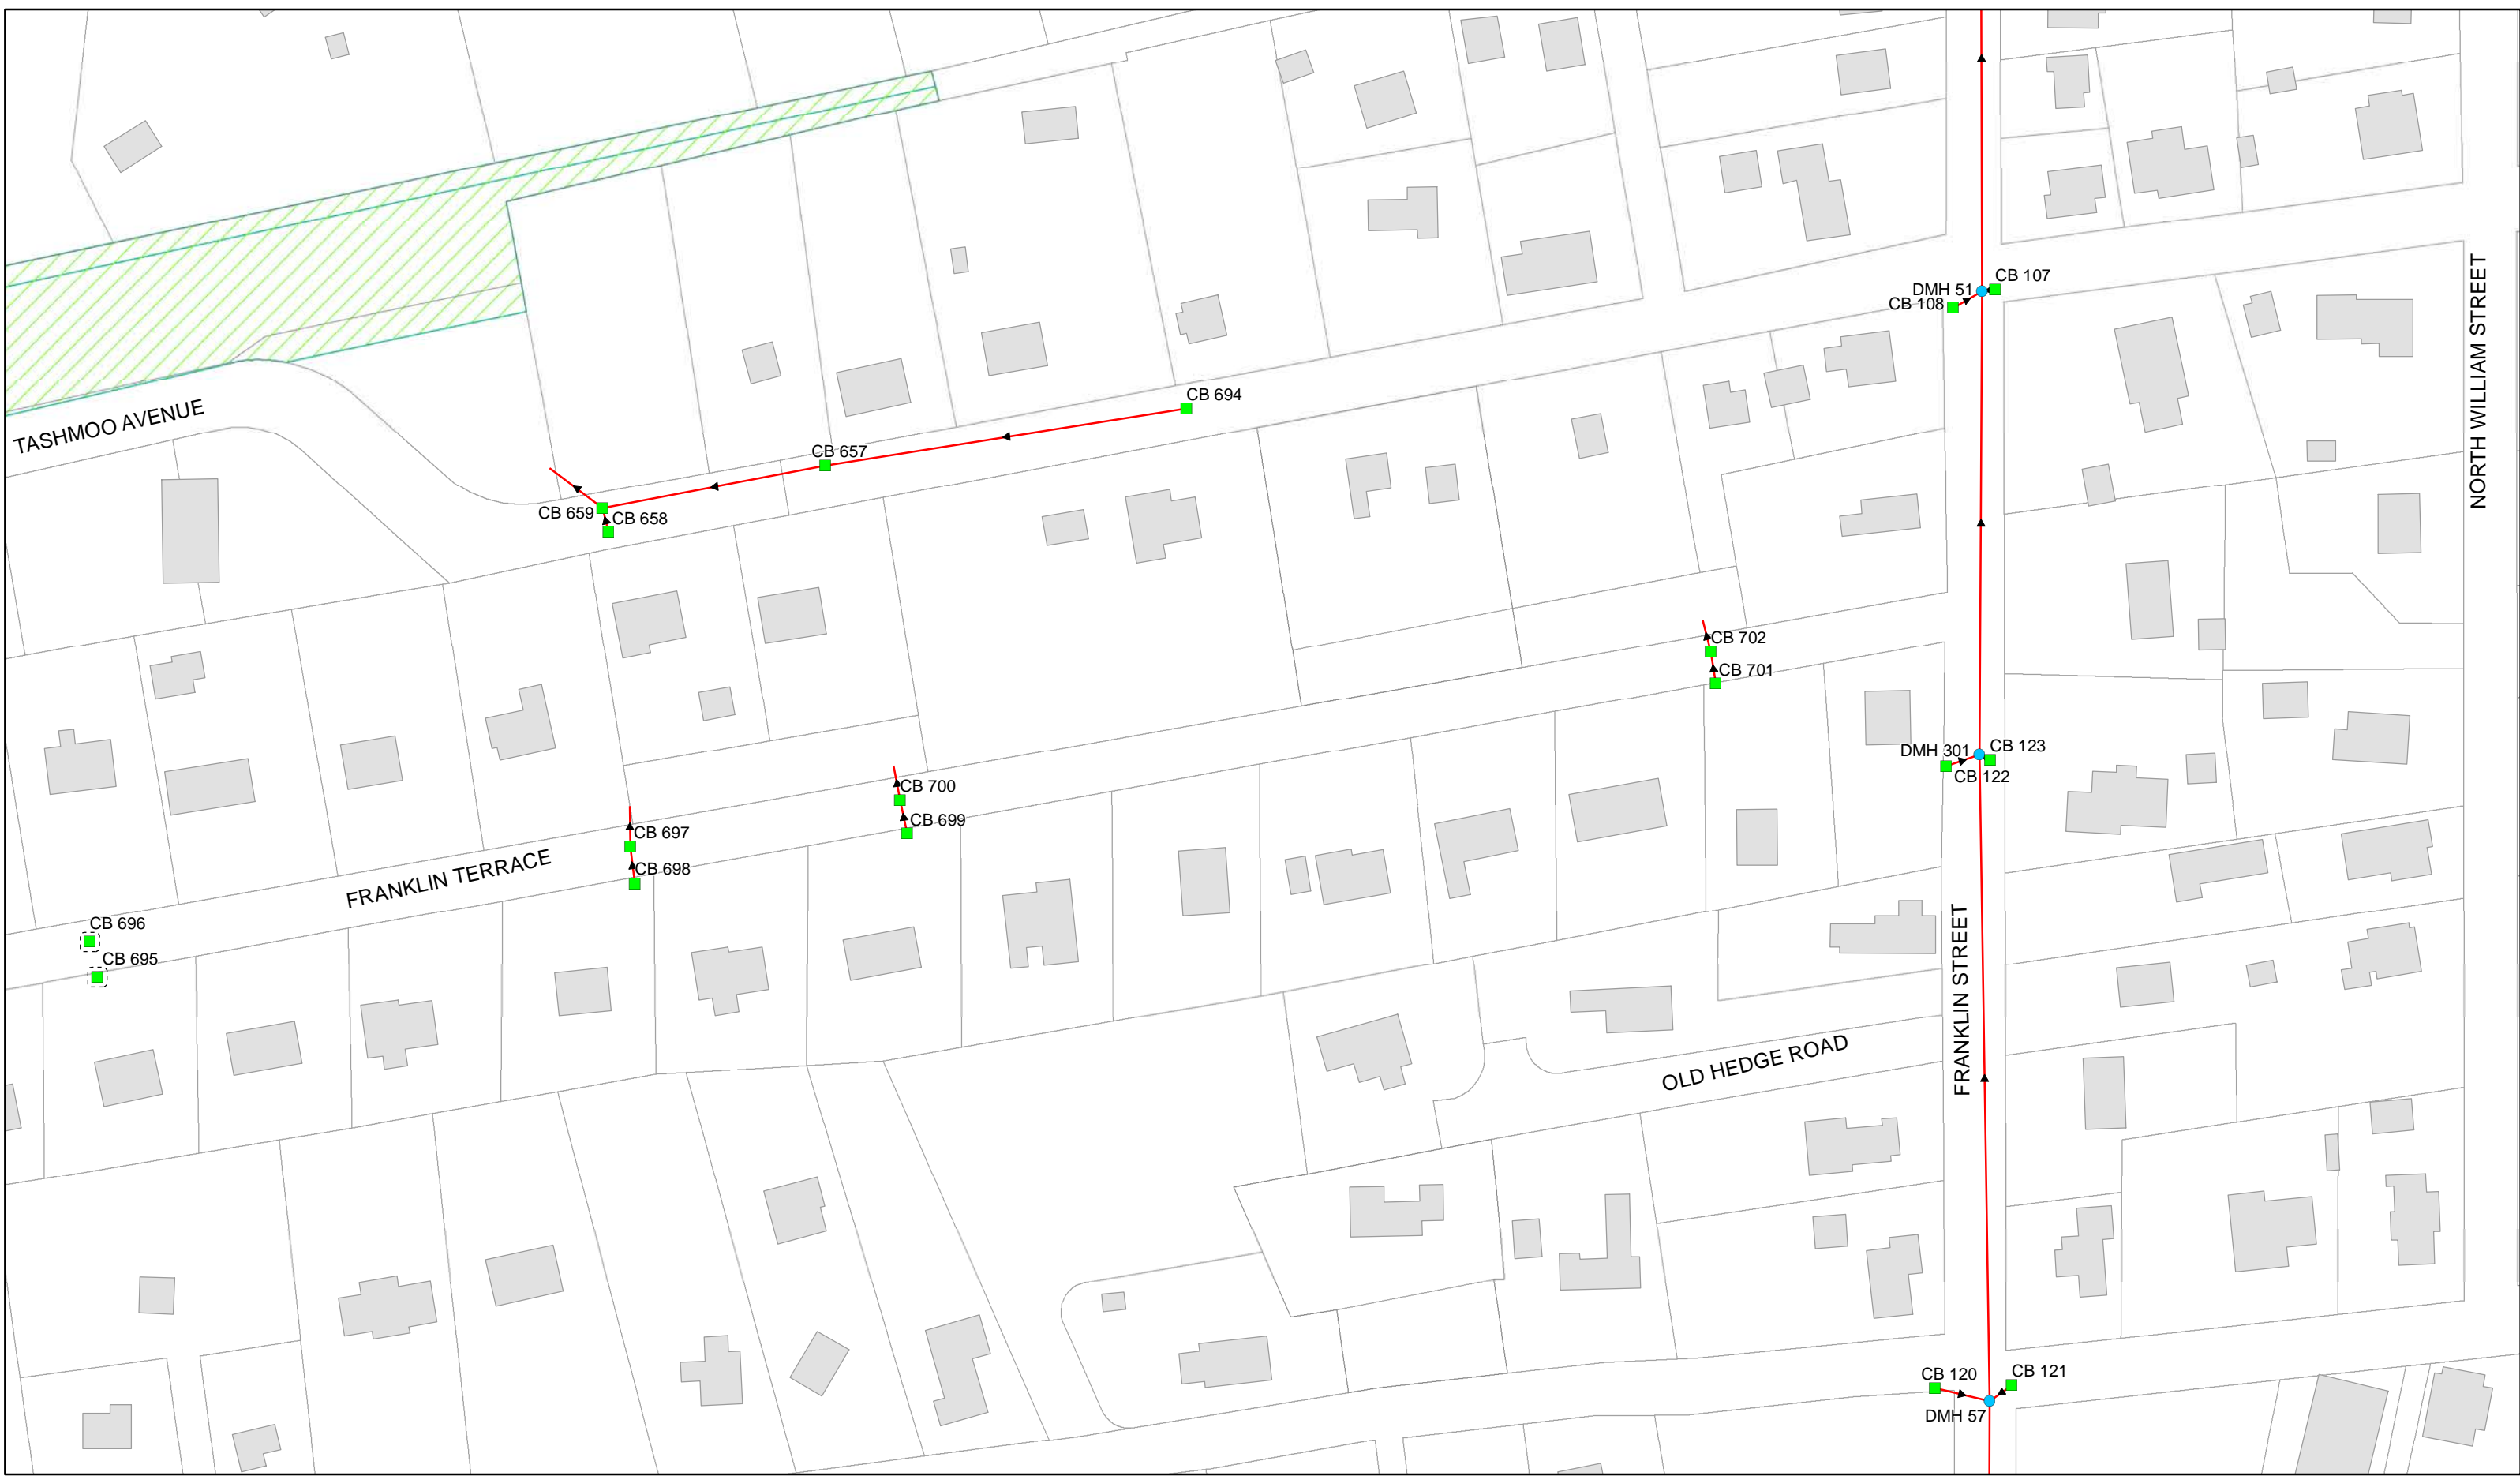 CB 107
DMH 51
CB 108
NORTH WILLIAM STREET
CB 694
TASHMOO AVENUE
CB 657
CB 659
CB 658
CB 702
CB 701
DMH 301
CB 123
CB 122
CB 700
CB 699
CB 697
CB 698
FRANKLIN TERRACE
CB 696
CB 695
FRANKLIN STREET
OLD HEDGE ROAD
CB 120
CB 121
DMH 57